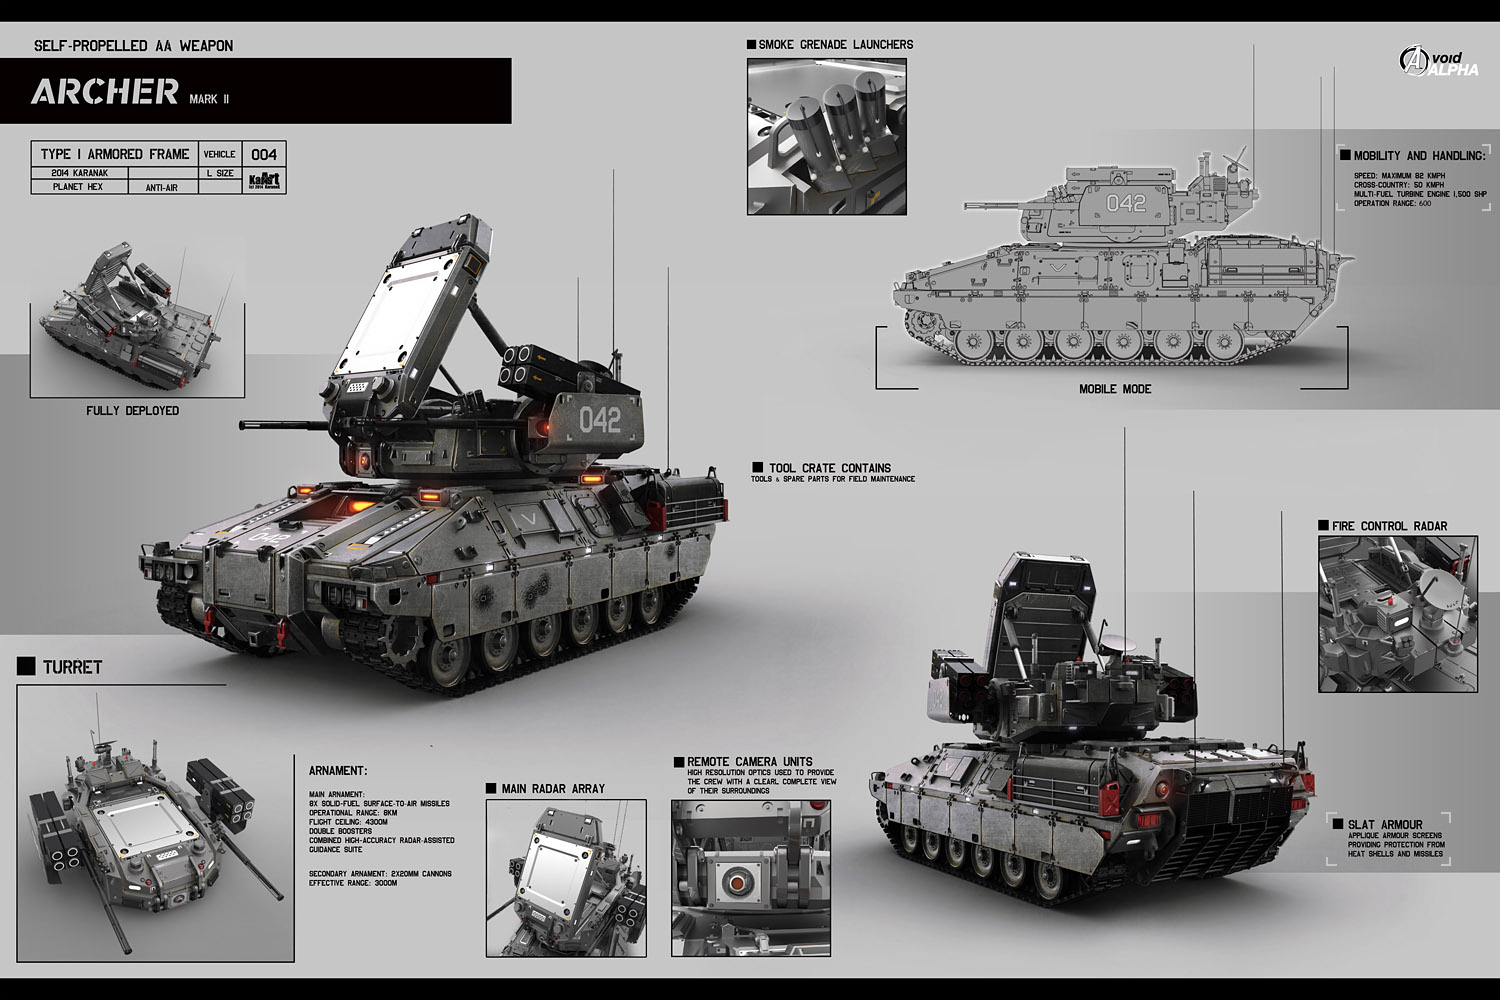 SELF-PROPELLED AA WEAPON
ARCHER MARK II
TYPE I ARMORED FRAME VEHICLE 004
2014 KARANAK L SIZE
PLANET HEX ANTI-AIR
KaArt
(c) 2014 Karanak
FULLY DEPLOYED
SMOKE GRENADE LAUNCHERS
void
ALPHA
MOBILITY AND HANDLING:
SPEED: MAXIMUM 82 KMPH
CROSS-COUNTRY: 50 KMPH
MULTI-FUEL TURBINE ENGINE 1,500 SHP
OPERATION RANGE: 600
042
MOBILE MODE
042
042
TOOL CRATE CONTAINS
TOOLS & SPARE PARTS FOR FIELD MAINTENANCE
FIRE CONTROL RADAR
TURRET
ARNAMENT:
MAIN ARNAMENT:
8X SOLID-FUEL SURFACE-TO-AIR MISSILES
OPERATIONAL RANGE: 8KM
FLIGHT CEILING: 4300M
DOUBLE BOOSTERS
COMBINED HIGH-ACCURACY RADAR-ASSISTED
GUIDANCE SUITE
SECONDARY ARNAMENT: 2X20MM CANNONS
EFFECTIVE RANGE: 3000M
MAIN RADAR ARRAY
REMOTE CAMERA UNITS
HIGH RESOLUTION OPTICS USED TO PROVIDE
THE CREW WITH A CLEARL COMPLETE VIEW
OF THEIR SURROUNDINGS
SLAT ARMOUR
APPLIQUE ARMOUR SCREENS
PROVIDING PROTECTION FROM
HEAT SHELLS AND MISSILES